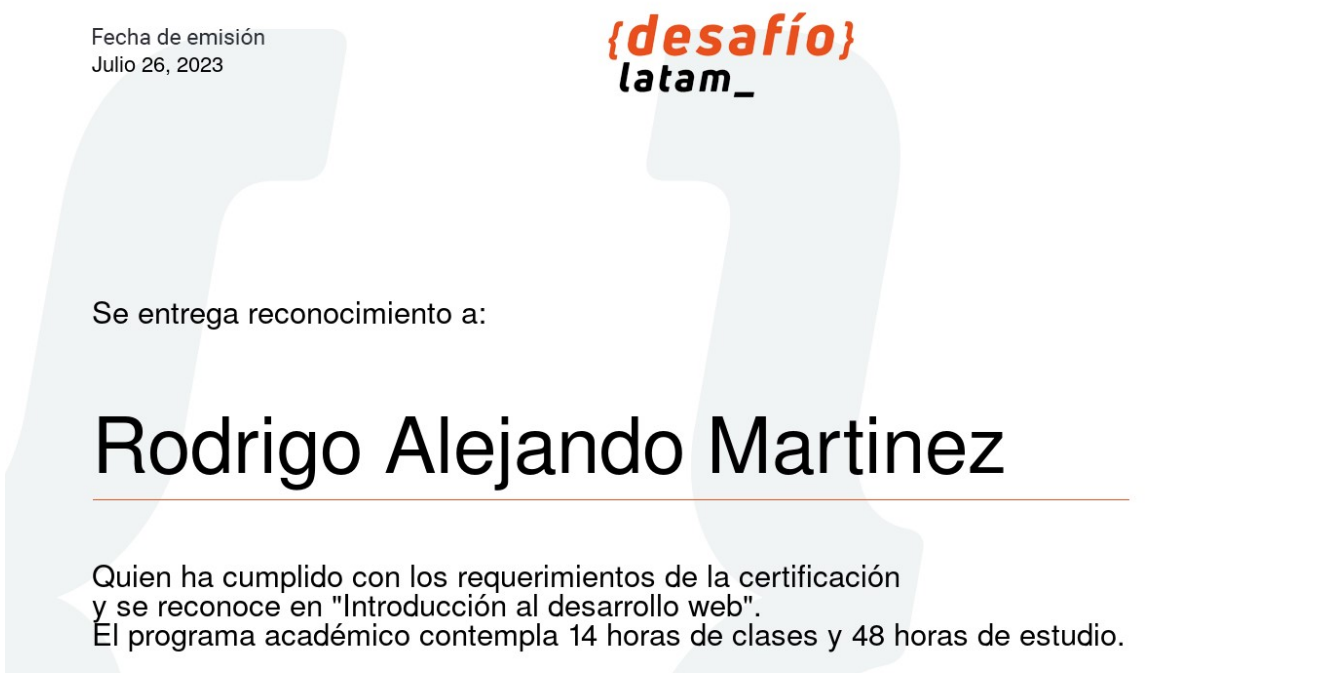 Fecha de emisión
Julio 26, 2023
{desafío}
latam_
Se entrega reconocimiento a:
Rodrigo Alejando Martinez
Quien ha cumplido con los requerimientos de la certificación
y se reconoce en "Introducción al desarrollo web".
El programa académico contempla 14 horas de clases y 48 horas de estudio.